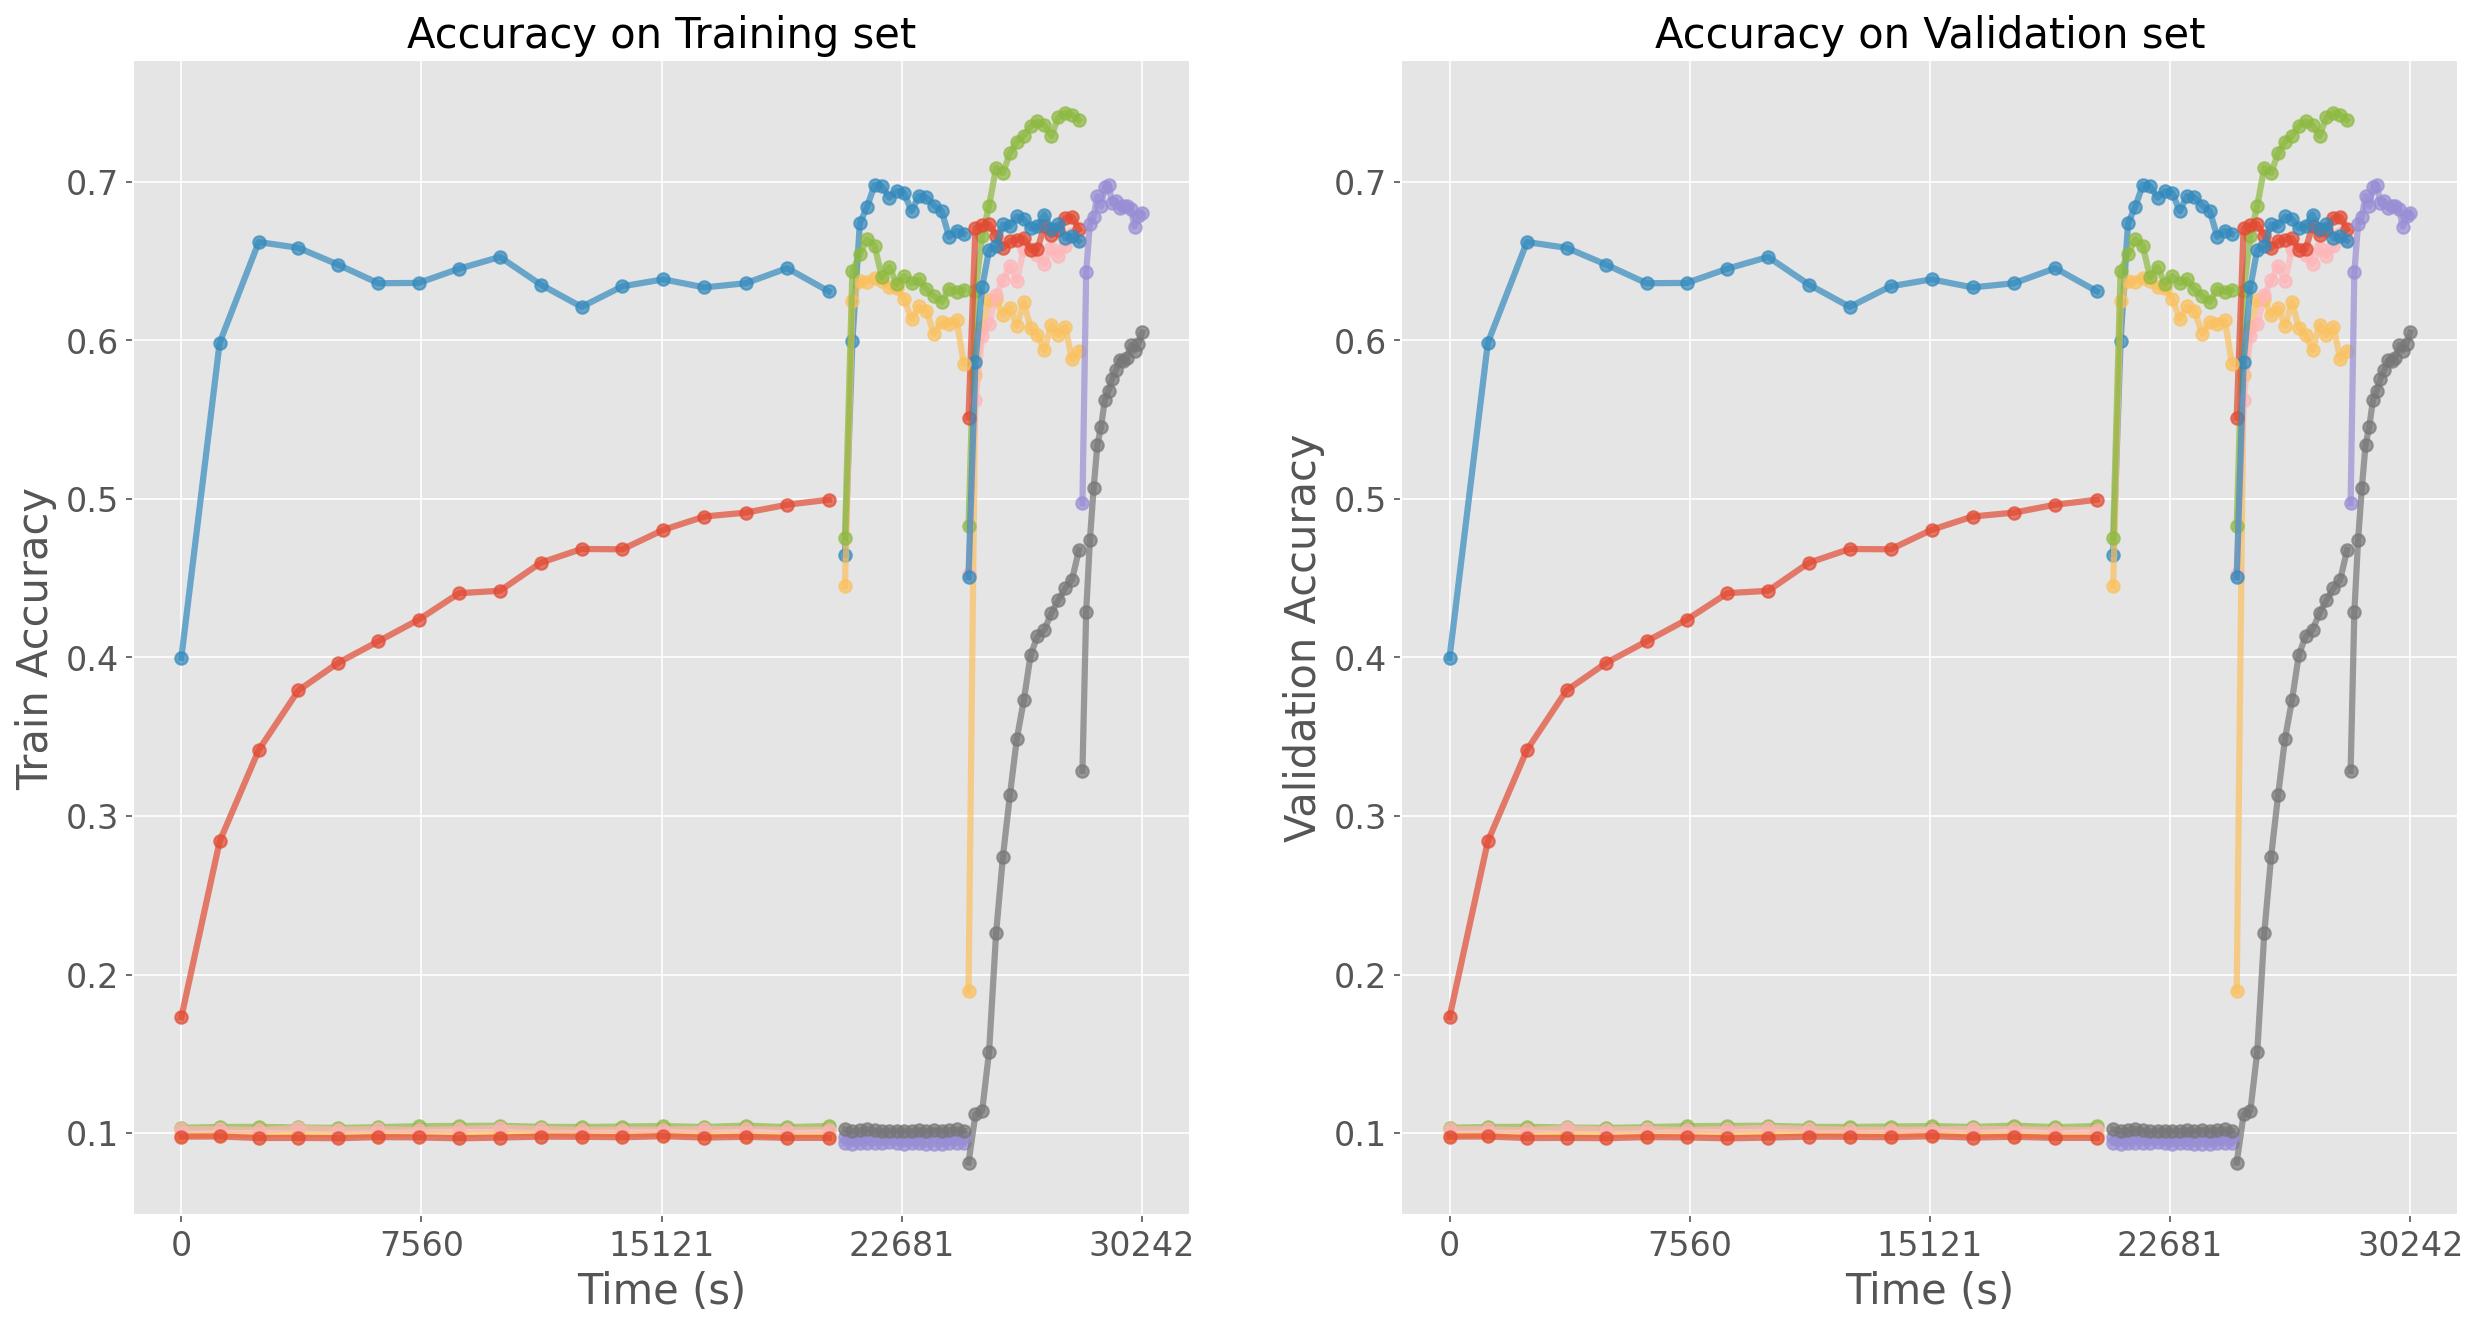 Accuracy on Training set
Train Accuracy
0.7
0.6
0.5
0.4
0.3
0.2
0.1
0 7560 15121 22681 30242
Time (s)
Accuracy on Validation set
Validation Accuracy
0.7
0.6
0.5
0.4
0.3
0.2
0.1
0 7560 15121 22681 30242
Time (s)